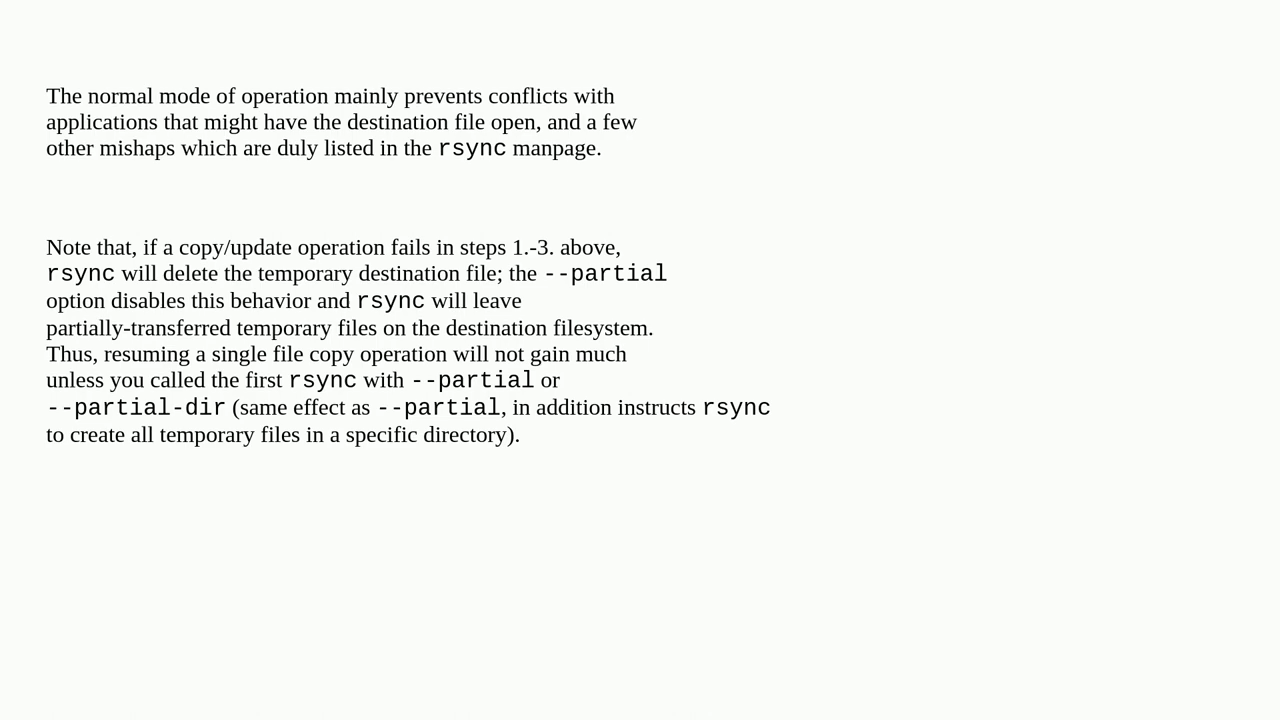 The normal mode of operation mainly prevents conflicts with
applications that might have the destination file open, and a few
other mishaps which are duly listed in the rsync manpage.
Note that, if a copy/update operation fails in steps 1.-3. above,
rsync will delete the temporary destination file; the --partial
option disables this behavior and rsync will leave
partially-transferred temporary files on the destination filesystem.
Thus, resuming a single file copy operation will not gain much
unless you called the first rsync with --partial or
--partial-dir (same effect as --partial, in addition instructs rsync
to create all temporary files in a specific directory).